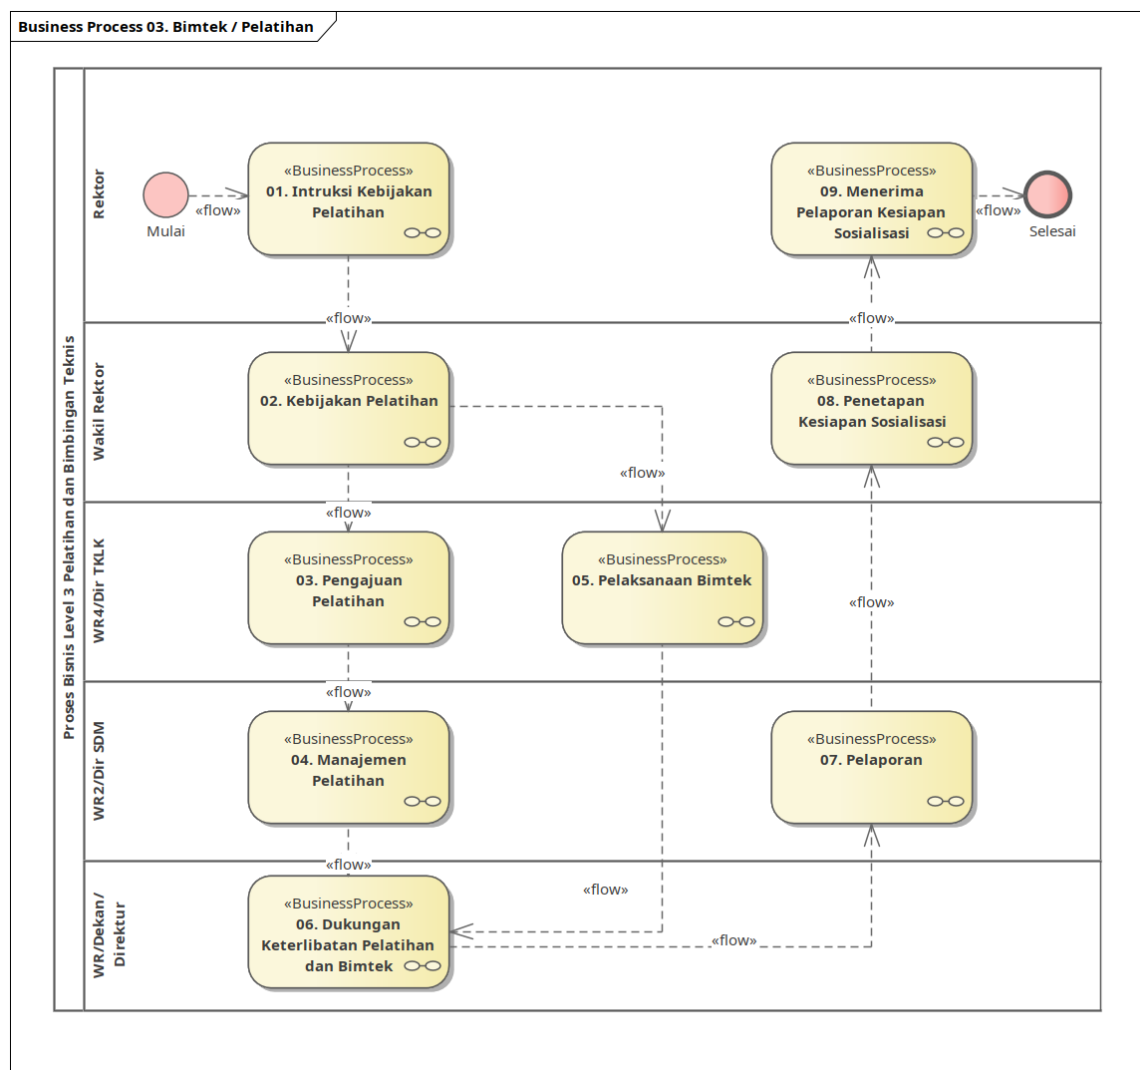 Business Process 03. Bimtek / Pelatihan
Proses Bisnis Level 3 Pelatihan dan Bimbingan Teknis
Rektor
Mulai
«flow»
«BusinessProcess»
01. Intruksi Kebijakan
Pelatihan
«BusinessProcess»
09. Menerima
Pelaporan Kesiapan
Sosialisasi
«flow»
Selesai
«flow»
«flow»
Wakil Rektor
«BusinessProcess»
02. Kebijakan Pelatihan
«BusinessProcess»
08. Penetapan
Kesiapan Sosialisasi
«flow»
«flow»
WR4/Dir TKLK
«BusinessProcess»
03. Pengajuan
Pelatihan
«BusinessProcess»
05. Pelaksanaan Bimtek
«flow»
«flow»
WR2/Dir SDM
«BusinessProcess»
04. Manajemen
Pelatihan
«BusinessProcess»
07. Pelaporan
«flow»
«flow»
WR/Dekan/
Direktur
«BusinessProcess»
06. Dukungan
Keterlibatan Pelatihan
dan Bimtek
«flow»